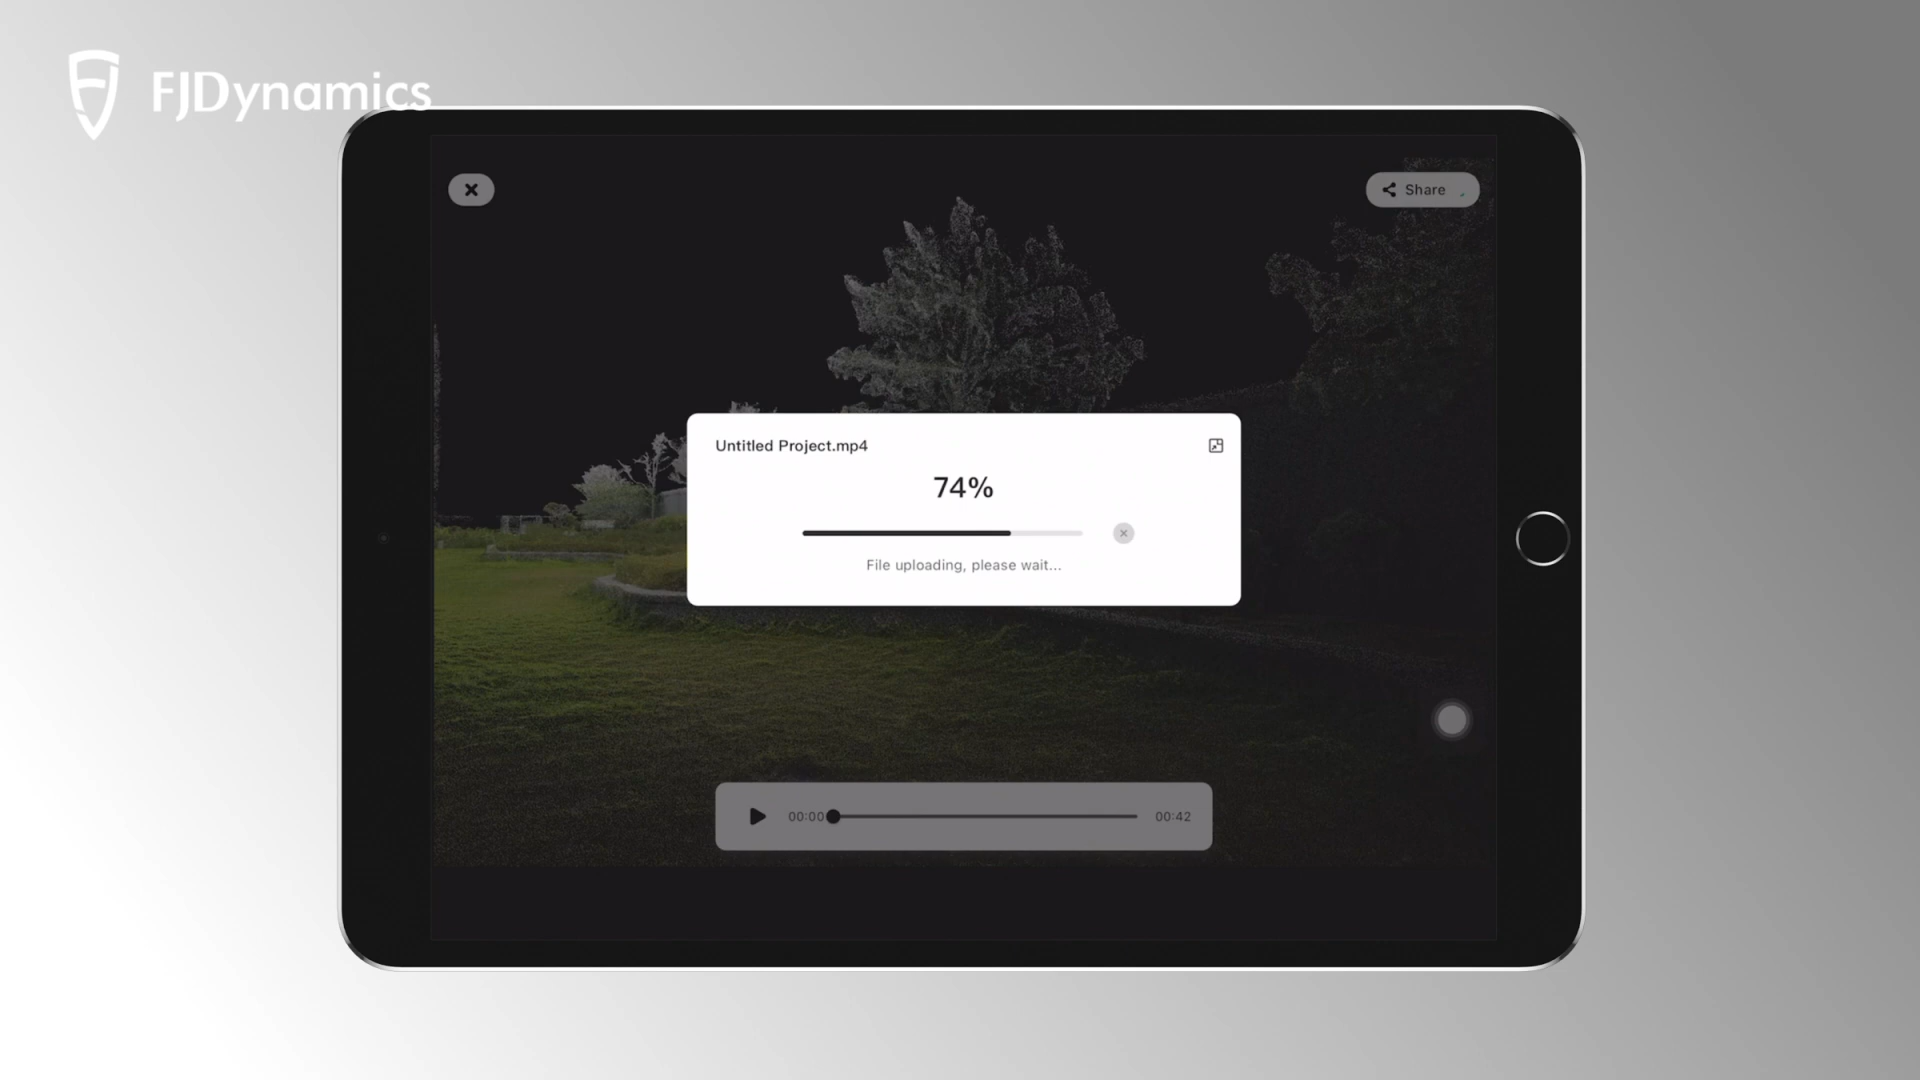 FJDynamics
Share
Untitled Project.mp4
74%
File uploading, please wait...
00:00
00:42